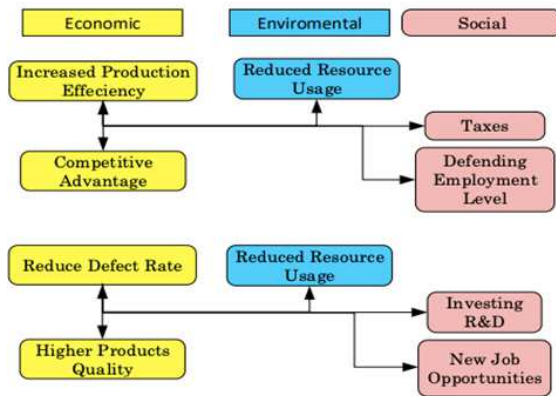 Economic
Enviromental
Social
Increased Production
Effeciency
Reduced Resource
Usage
Taxes
Competitive
Advantage
Defending
Employment
Level
Reduce Defect Rate
Reduced Resource
Usage
Investing
R&D
Higher Products
Quality
New Job
Opportunities